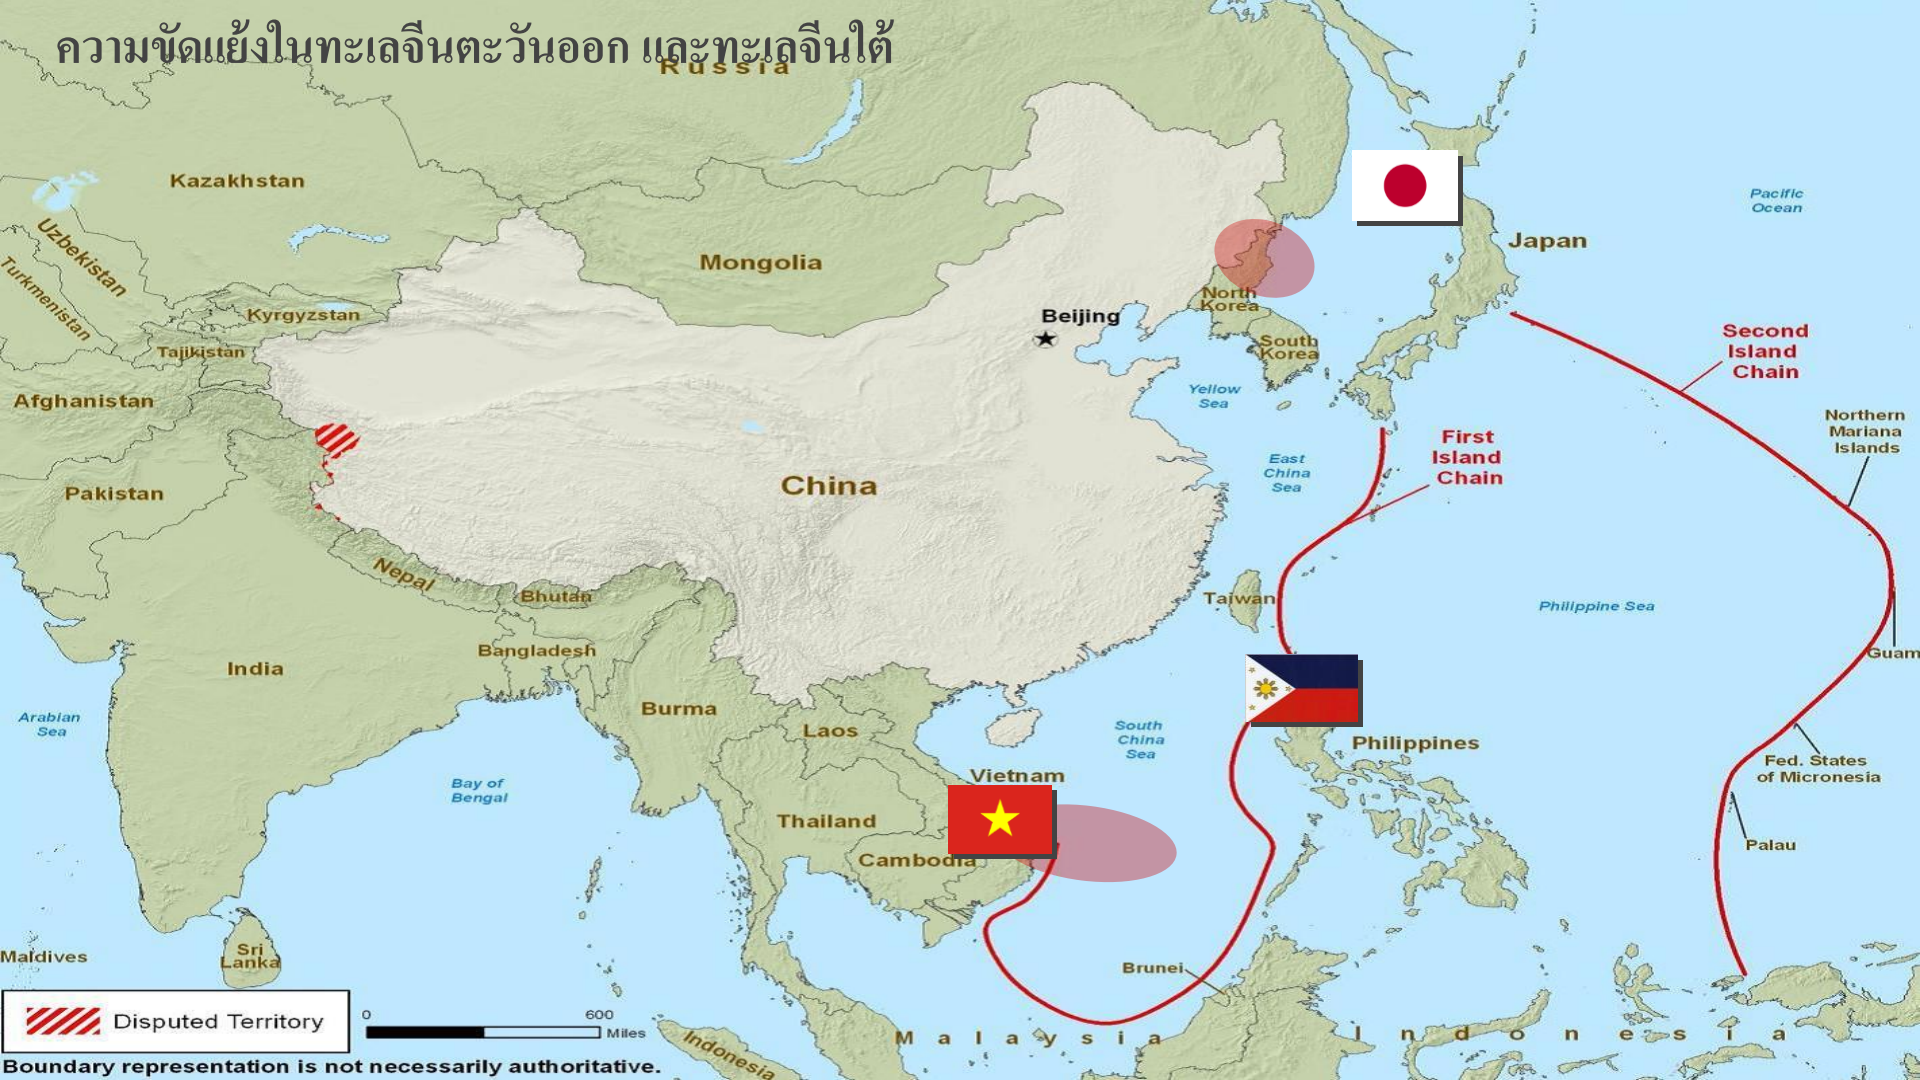 ความขัดแย้งในทะเลจีนตะวันออก และทะเลจีนใต้
Russia
Kazakhstan
Uzbekistan
Turkmenistan
Mongolia
Kyrgyzstan
Tajikistan
Afghanistan
Pakistan
Beijing
China
North
Korea
South
Korea
Japan
Pacific
Ocean
Yellow
Sea
East
China
Sea
Second
Island
Chain
First
Island
Chain
Northern
Mariana
Islands
Nepal
Bhutan
Bangladesh
India
Taiwan
Philippine Sea
Guam
Arabian
Sea
Burma
Laos
South
China
Sea
Philippines
Vietnam
Bay of
Bengal
Thailand
Cambodia
Fed. States
of Micronesia
Palau
Maldives
Sri
Lanka
Brunei
Malaysia
Indonesia
Indonesia
Disputed Territory
0
600
Miles
Boundary representation is not necessarily authoritative.